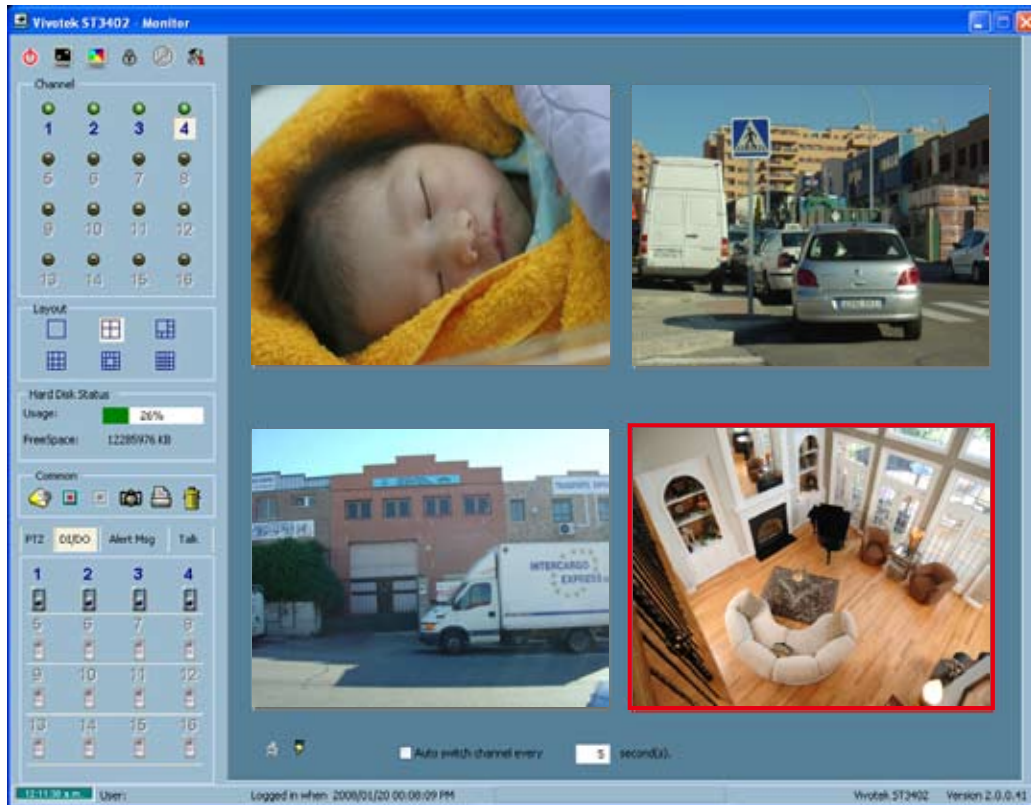 Vivotek ST3402 - Monitor
Channel
1 2 3 4
5 6 7 8
9 10 11 12
13 14 15 16
Layout
Hard Disk Status
Usage: 26%
FreeSpace: 12285976 KB
Common
PTZ DI/DO Alert Msg Talk
1 2 3 4
5 6 7 8
9 10 11 12
13 14 15 16
INTERCARGO
EXPRESS
Auto switch channel every 5 second(s).
12:11:38 a.m. User: Logged in when 2008/01/20 00:08:09 PM Vivotek ST3402 Version 2.0.0.41